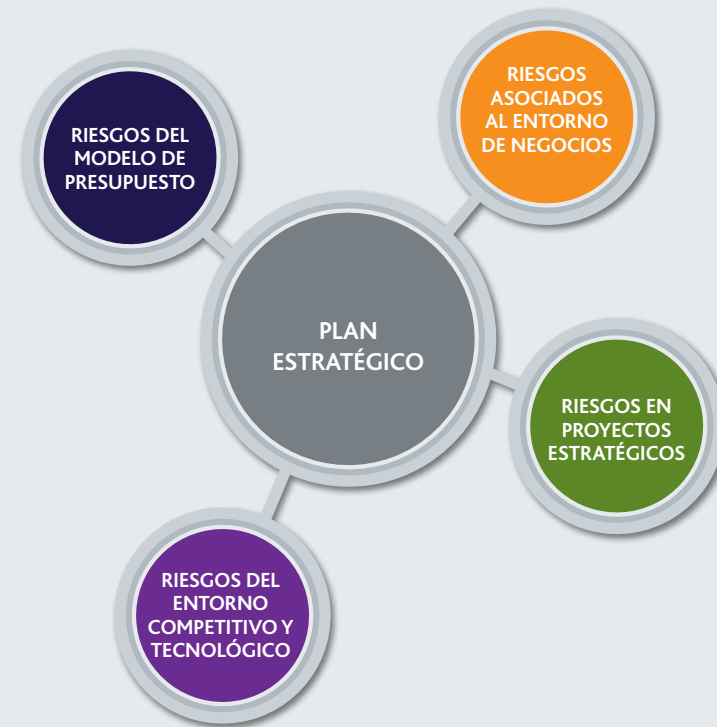 RIESGOS DEL
MODELO DE
PRESUPUESTO
RIESGOS
ASOCIADOS
AL ENTORNO
DE NEGOCIOS
PLAN
ESTRATÉGICO
RIESGOS EN
PROYECTOS
ESTRATÉGICOS
RIESGOS DEL
ENTORNO
COMPETITIVO Y
TECNOLÓGICO